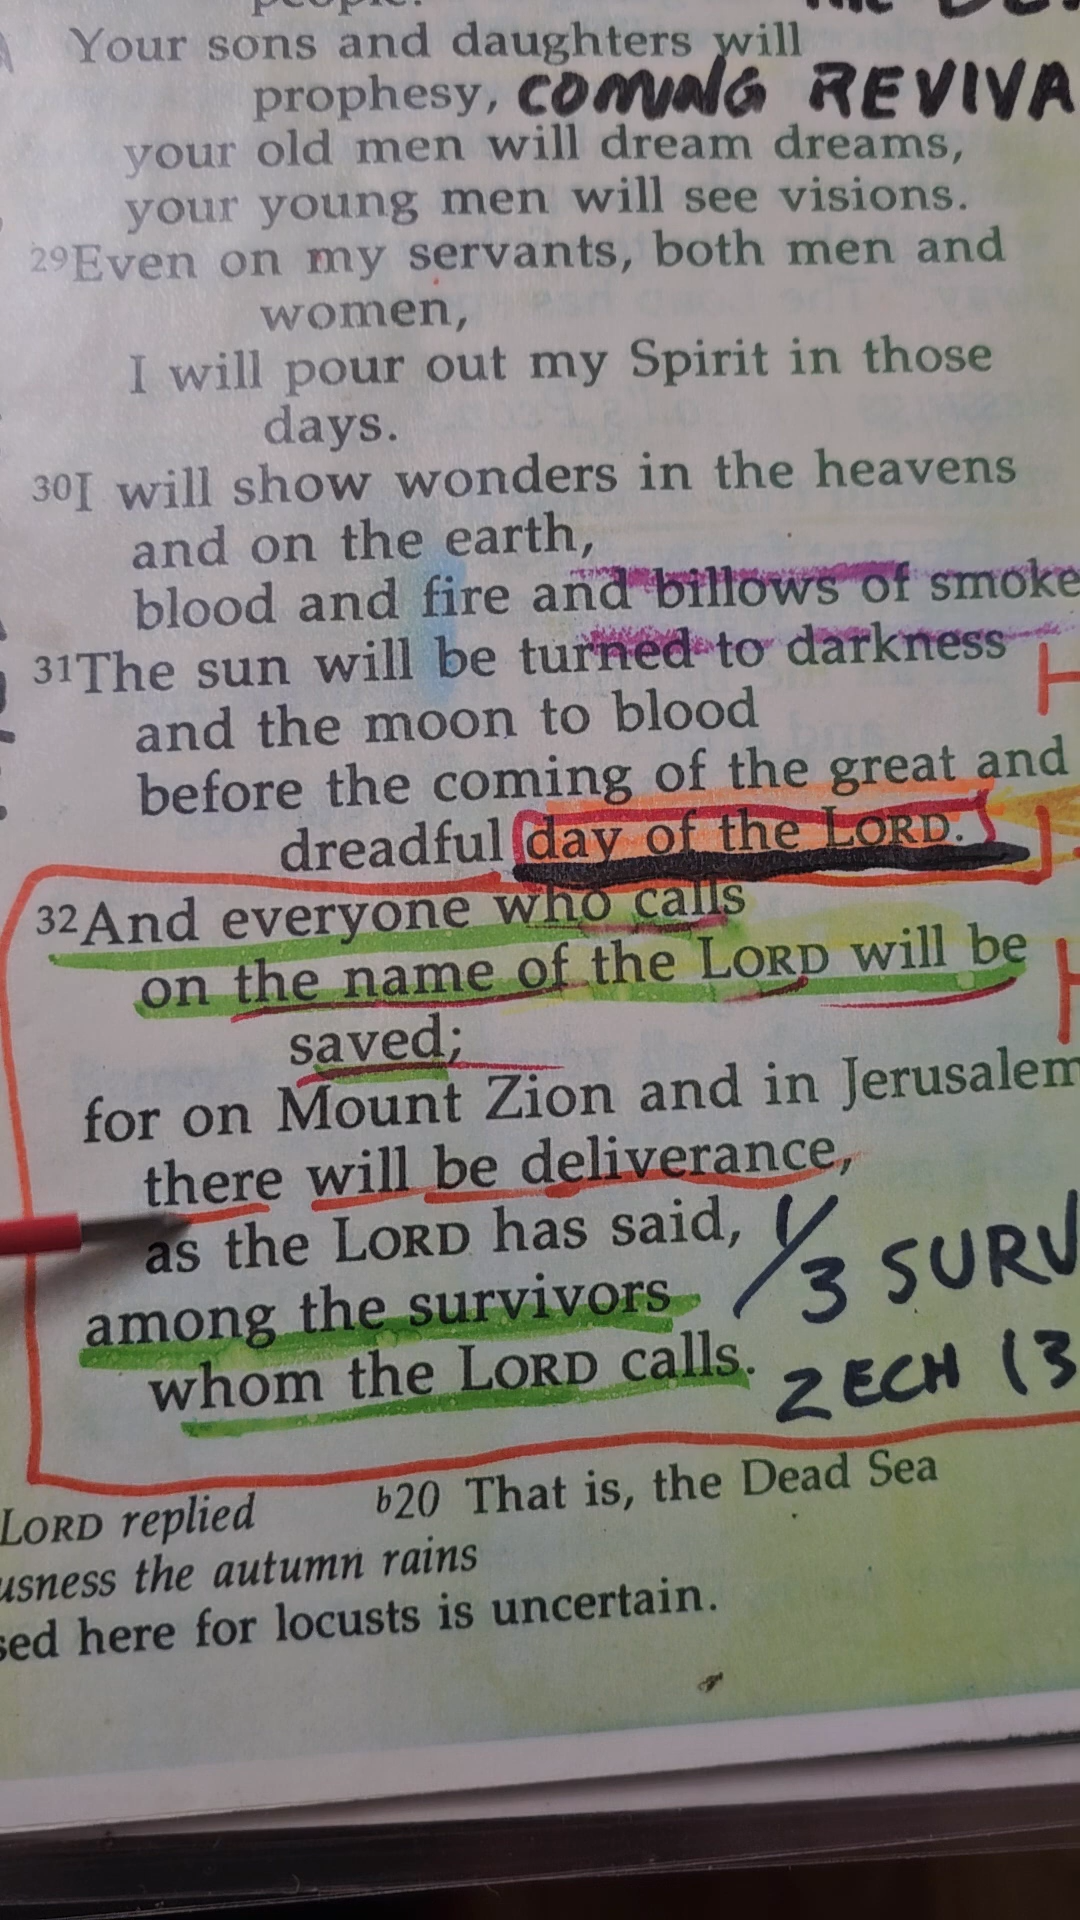 people.
Your sons and daughters will
prophesy, COMING REVIVA
your old men will dream dreams,
your young men will see visions.
29Even on my servants, both men and
women,
I will pour out my Spirit in those
days.
30I will show wonders in the heavens
and on the earth,
blood and fire and billows of smoke
31The sun will be turned to darkness
and the moon to blood
before the coming of the great and
dreadful day of the LORD.
32And everyone who calls
on the name of the LORD will be
saved;
for on Mount Zion and in Jerusalem
there will be deliverance,
as the LORD has said, 1/3 SURV
among the survivors
whom the LORD calls. ZECH 13
LORD replied b20 That is, the Dead Sea
usness the autumn rains
sed here for locusts is uncertain.